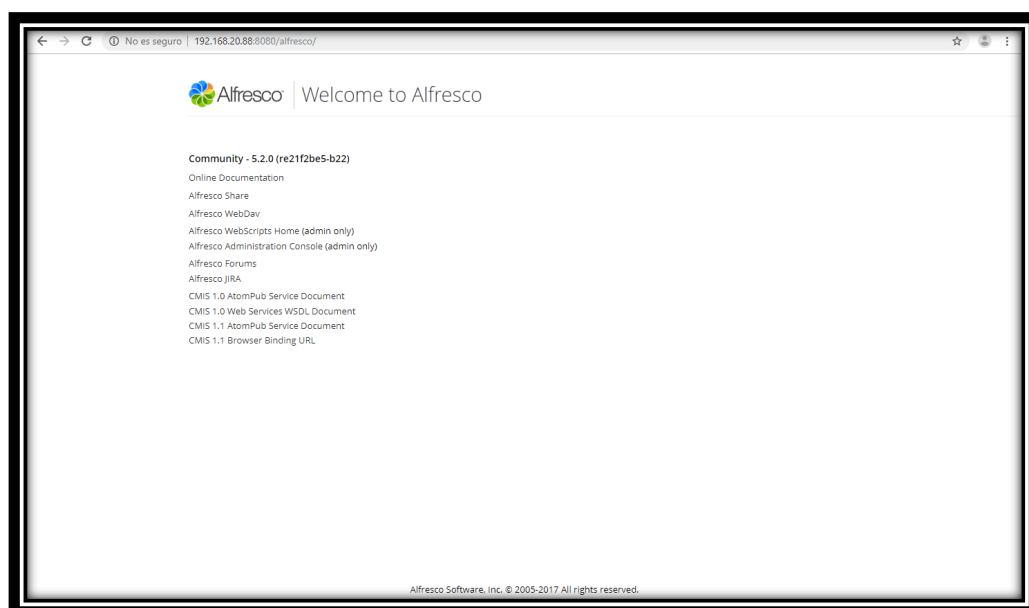 No es seguro | 192.168.20.88:8080/alfresco/
Alfresco Welcome to Alfresco
Community - 5.2.0 (re21f2be5-b22)
Online Documentation
Alfresco Share
Alfresco WebDav
Alfresco WebScripts Home (admin only)
Alfresco Administration Console (admin only)
Alfresco Forums
Alfresco JIRA
CMIS 1.0 AtomPub Service Document
CMIS 1.0 Web Services WSDL Document
CMIS 1.1 AtomPub Service Document
CMIS 1.1 Browser Binding URL
Alfresco Software, Inc. © 2005-2017 All rights reserved.